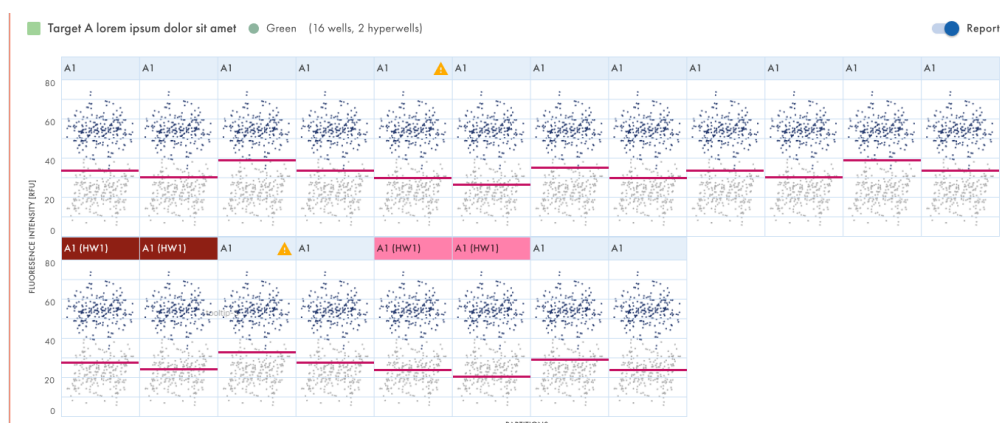 Target A lorem ipsum dolor sit amet Green (16 wells, 2 hyperwells) Report
A1 A1 A1 A1 A1 A1 A1 A1 A1 A1 A1 A1
80
60
40
20
0
FLUORESENCE INTENSITY [RFU]
A1 (HW1) A1 (HW1) A1 A1 A1 (HW1) A1 (HW1) A1 A1
80
60
Tooltip
40
20
0